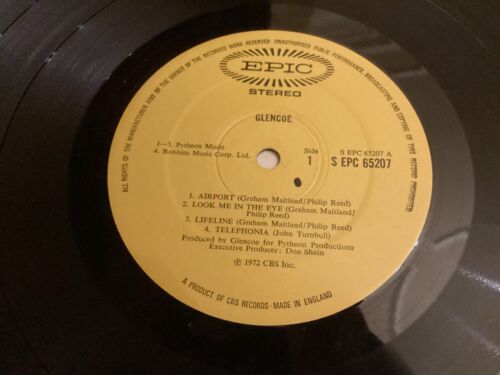 ALL RIGHTS OF THE MANUFACTURER AND OF THE OWNER OF THE RECORDED WORK RESERVED. UNAUTHORISED PUBLIC PERFORMANCE, BROADCASTING AND COPYING OF THIS RECORD PROHIBITED
EPIC
STEREO
GLENCOE
1—3. Pytheon Music
4. Robbins Music Corp. Ltd.
Side
1
S EPC 65207 A
S EPC 65207
1. AIRPORT (Graham Maitland/Philip Reed)
2. LOOK ME IN THE EYE (Graham Maitland/
Philip Reed)
3. LIFELINE (Graham Maitland/Philip Reed)
4. TELEPHONIA (John Turnbull)
Produced by Glencoe for Pytheon Productions
Executive Producer: Don Shain
℗ 1972 CBS Inc.
A PRODUCT OF CBS RECORDS · MADE IN ENGLAND